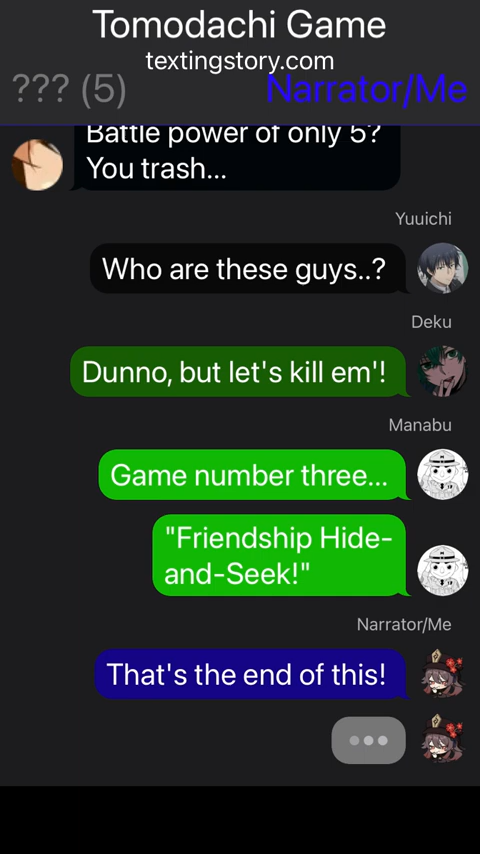 Tomodachi Game
textingstory.com
??? (5)
Narrator/Me
Battle power of only 5?
You trash...
Yuuichi
Who are these guys..?
Deku
Dunno, but let's kill em'!
Manabu
Game number three...
"Friendship Hide-
and-Seek!"
Narrator/Me
That's the end of this!